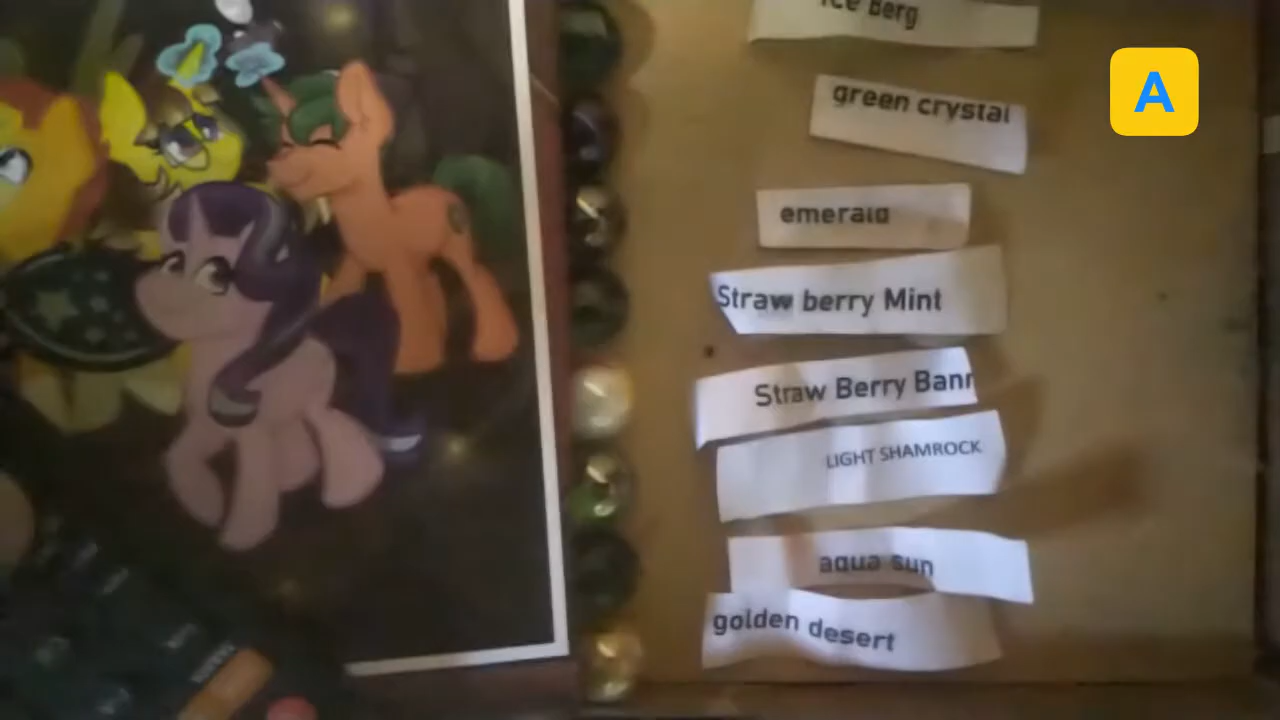 Ice Berg
A
green crystal
emerald
Straw berry Mint
Straw Berry Bann
LIGHT SHAMROCK
aqua sun
golden desert